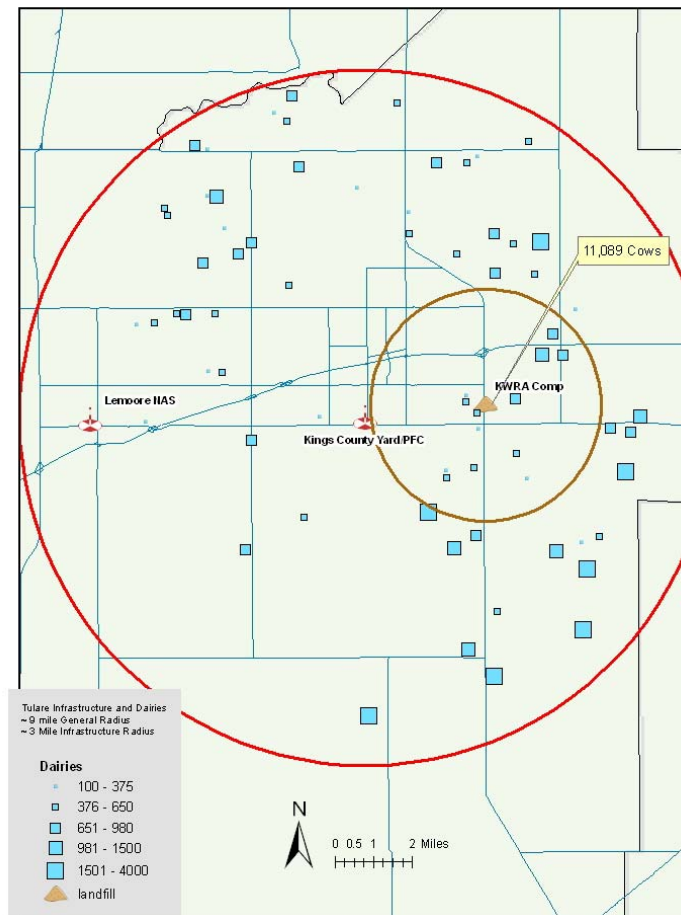 11,089 Cows
KWRA Comp
Lemoore NAS
Kings County Yard/PFC
Tulare Infrastructure and Dairies
~ 9 mile General Radius
~ 3 Mile Infrastructure Radius
Dairies
100 - 375
376 - 650
651 - 980
981 - 1500
1501 - 4000
landfill
N
0 0.5 1 2 Miles